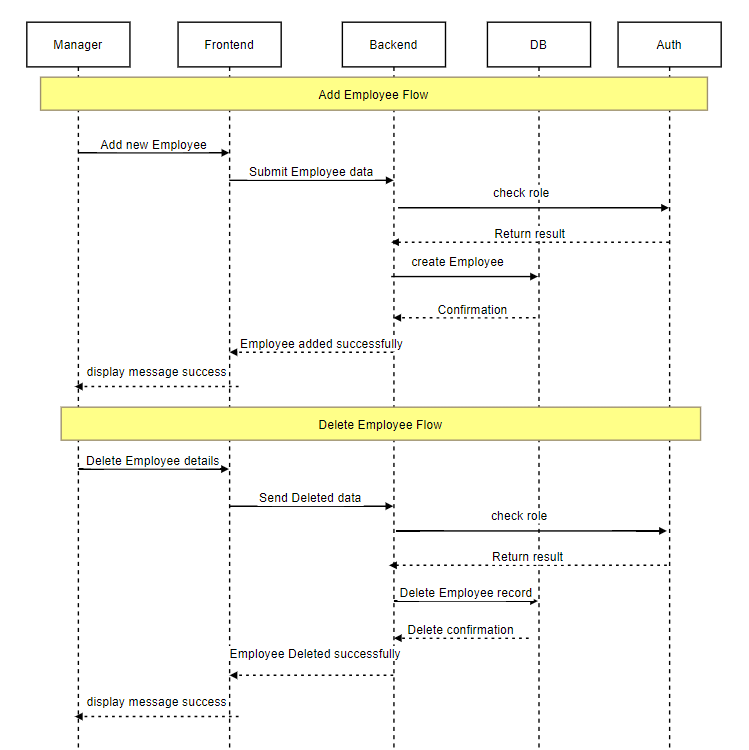 Manager
Frontend
Backend
DB
Auth
Add Employee Flow
Add new Employee
Submit Employee data
check role
Return result
create Employee
Confirmation
Employee added successfully
display message success
Delete Employee Flow
Delete Employee details
Send Deleted data
check role
Return result
Delete Employee record
Delete confirmation
Employee Deleted successfully
display message success